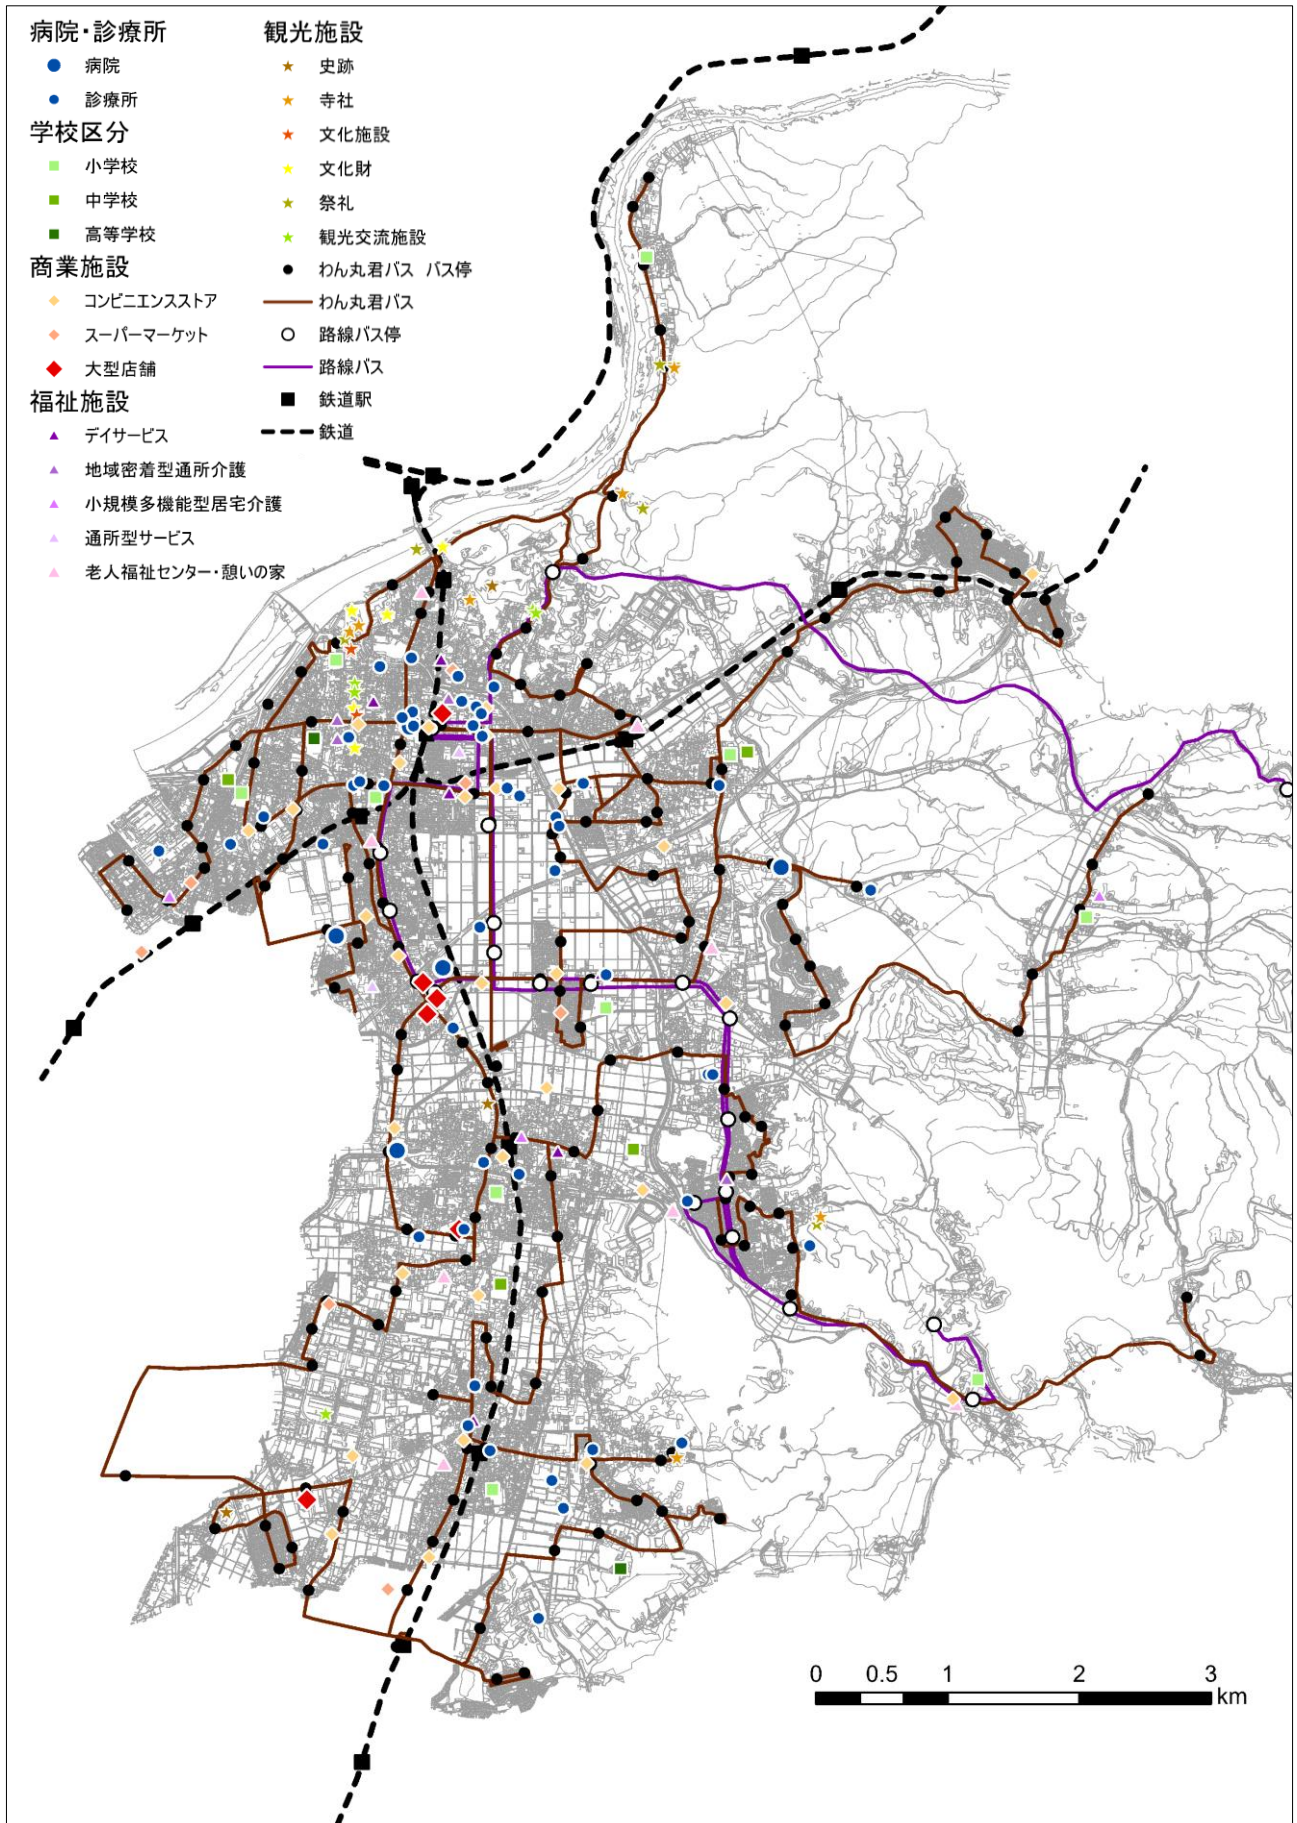 病院・診療所
病院
診療所
学校区分
小学校
中学校
高等学校
商業施設
コンビニエンスストア
スーパーマーケット
大型店舗
福祉施設
デイサービス
地域密着型通所介護
小規模多機能型居宅介護
通所型サービス
老人福祉センター・憩いの家
観光施設
史跡
寺社
文化施設
文化財
祭礼
観光交流施設
わん丸君バス バス停
わん丸君バス
路線バス停
路線バス
鉄道駅
鉄道
0 0.5 1 2 3
km